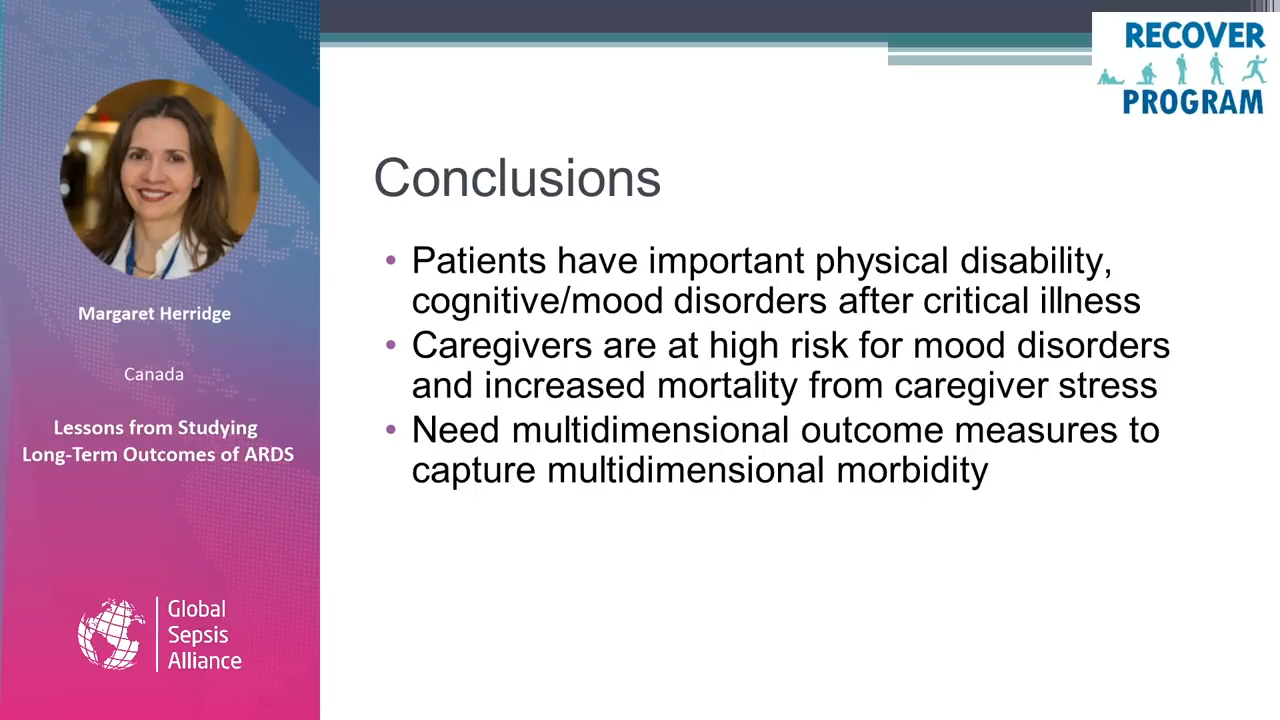 RECOVER
PROGRAM
Margaret Herridge
Canada
Lessons from Studying
Long-Term Outcomes of ARDS
Global
Sepsis
Alliance
Conclusions
• Patients have important physical disability,
cognitive/mood disorders after critical illness
• Caregivers are at high risk for mood disorders
and increased mortality from caregiver stress
• Need multidimensional outcome measures to
capture multidimensional morbidity